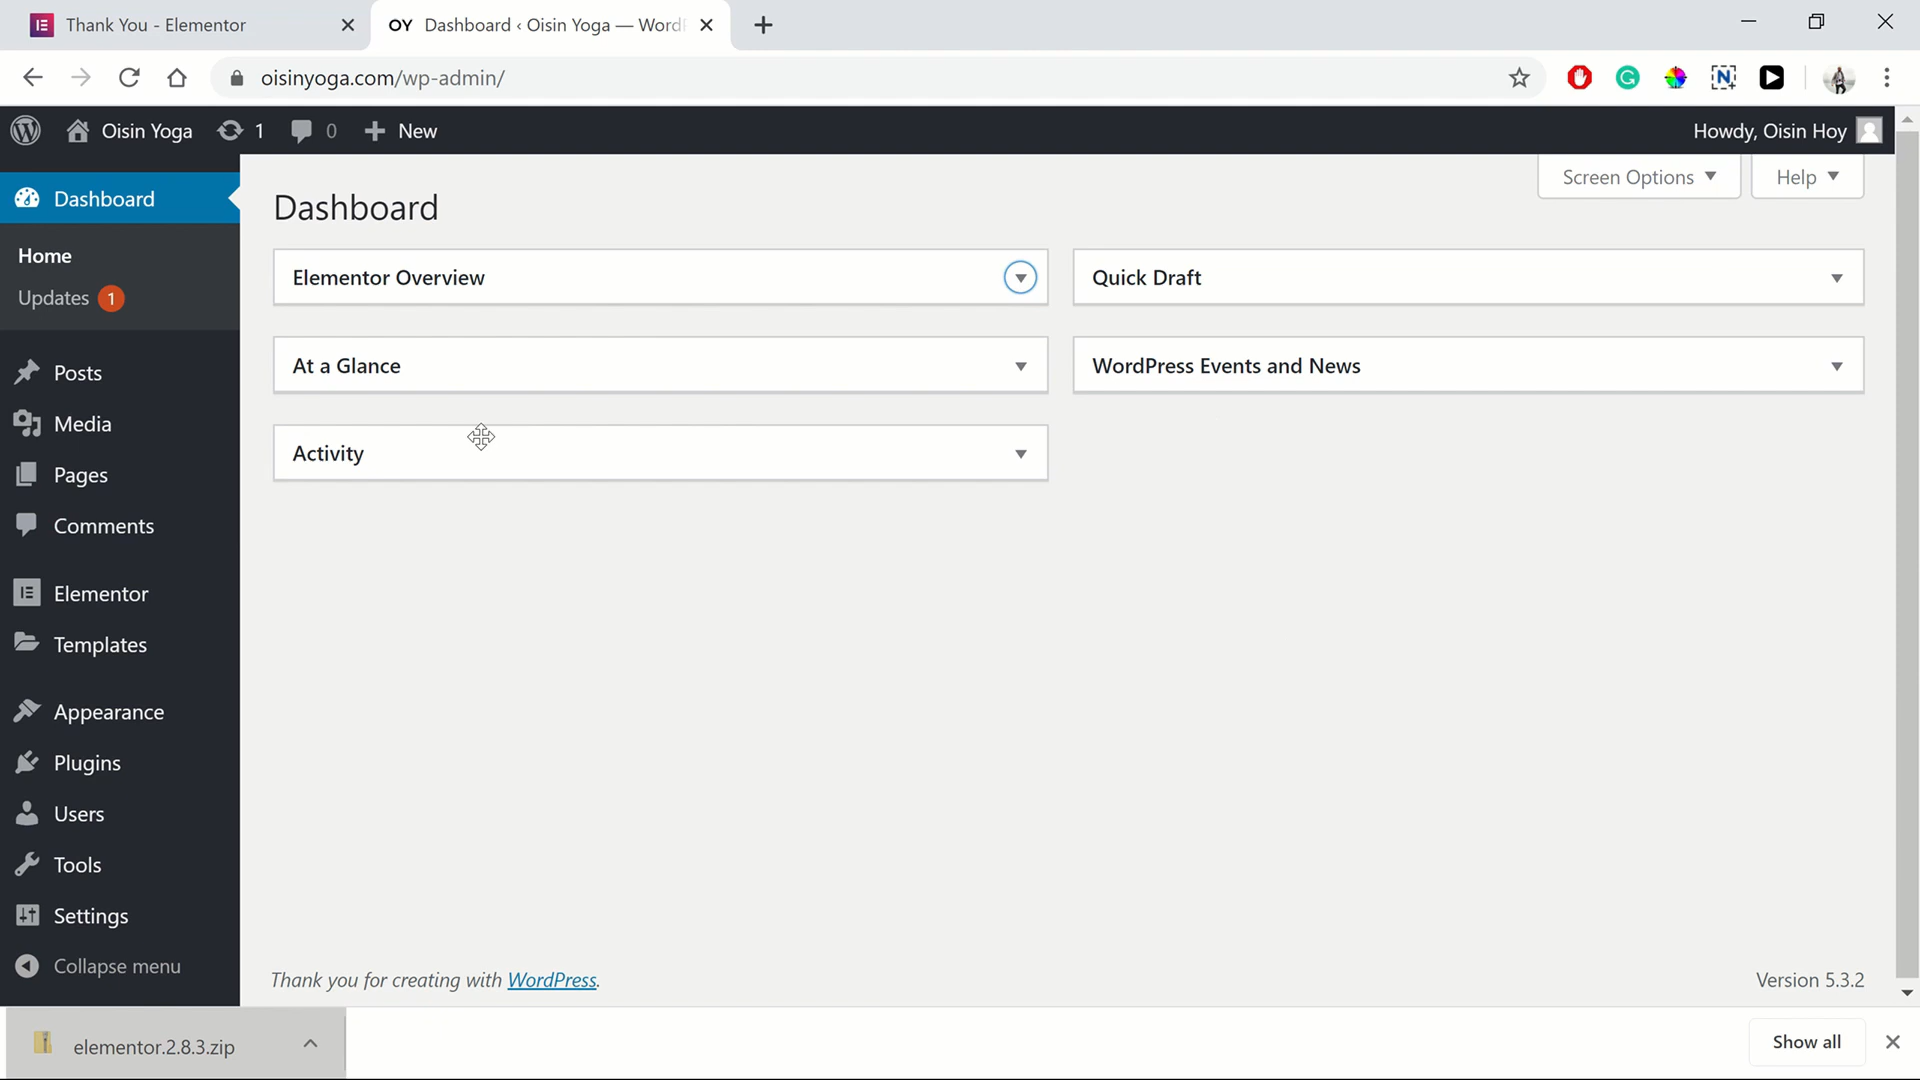 Thank You - Elementor
OY Dashboard ‹ Oisin Yoga — WordP
oisinyoga.com/wp-admin/
Oisin Yoga 1 0 New
Howdy, Oisin Hoy
Dashboard
Home
Updates 1
Posts
Media
Pages
Comments
Elementor
Templates
Appearance
Plugins
Users
Tools
Settings
Collapse menu
Screen Options
Help
Dashboard
Elementor Overview
At a Glance
Activity
Quick Draft
WordPress Events and News
Thank you for creating with WordPress.
Version 5.3.2
elementor.2.8.3.zip
Show all